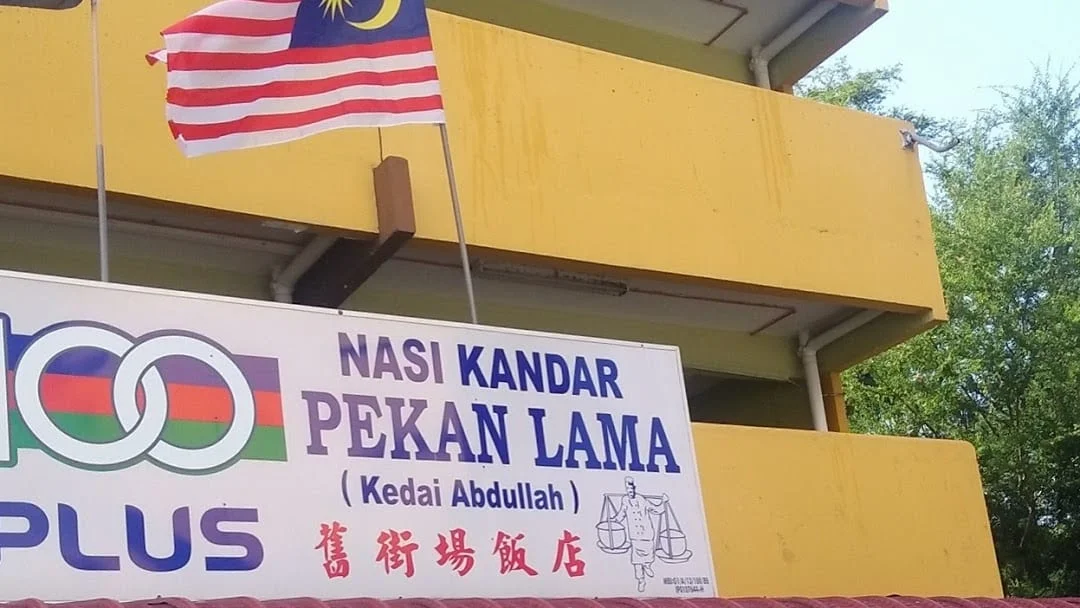 100
PLUS
NASI KANDAR
PEKAN LAMA
( Kedai Abdullah )
舊街場飯店